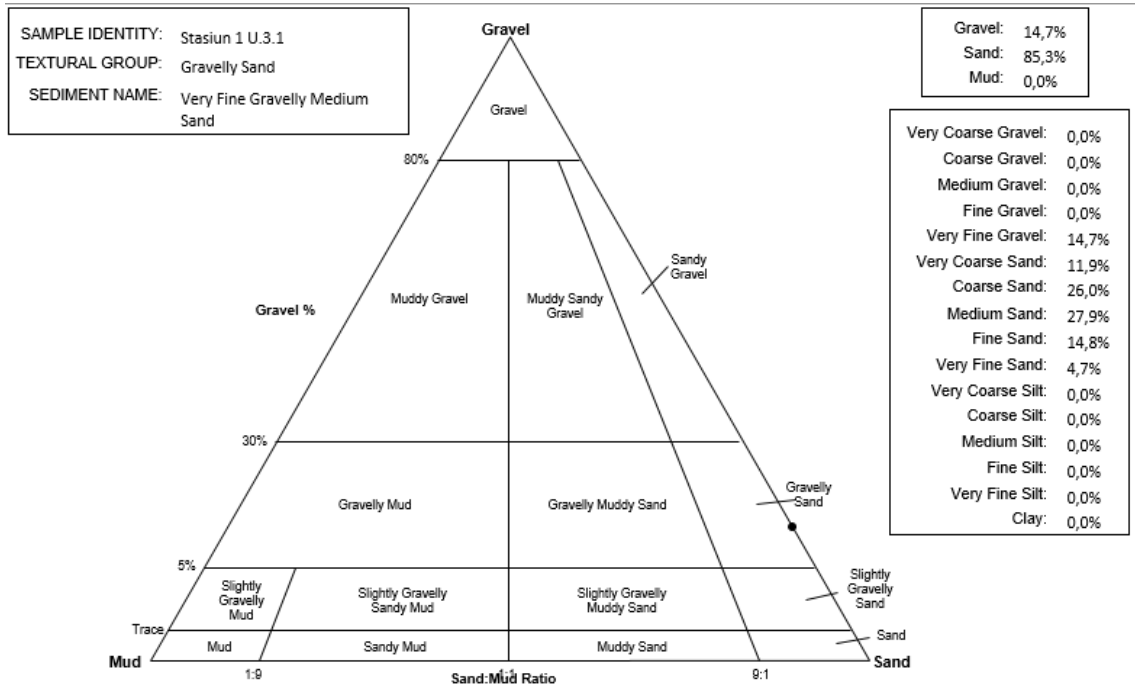 SAMPLE IDENTITY: Stasiun 1 U.3.1
TEXTURAL GROUP: Gravelly Sand
SEDIMENT NAME: Very Fine Gravelly Medium
Sand
Gravel: 14,7%
Sand: 85,3%
Mud: 0,0%
Very Coarse Gravel: 0,0%
Coarse Gravel: 0,0%
Medium Gravel: 0,0%
Fine Gravel: 0,0%
Very Fine Gravel: 14,7%
Very Coarse Sand: 11,9%
Coarse Sand: 26,0%
Medium Sand: 27,9%
Fine Sand: 14,8%
Very Fine Sand: 4,7%
Very Coarse Silt: 0,0%
Coarse Silt: 0,0%
Medium Silt: 0,0%
Fine Silt: 0,0%
Very Fine Silt: 0,0%
Clay: 0,0%
Gravel
Gravel
80%
Sandy
Gravel
Muddy Gravel
Muddy Sandy
Gravel
Gravel %
30%
Gravelly
Sand
Gravelly Mud
Gravelly Muddy Sand
5%
Slightly
Gravelly
Mud
Slightly Gravelly
Sandy Mud
Slightly Gravelly
Muddy Sand
Slightly
Gravelly
Sand
Trace
Mud
Sandy Mud
Muddy Sand
Sand
Mud
Sand
1:9
1:1
9:1
Sand:Mud Ratio